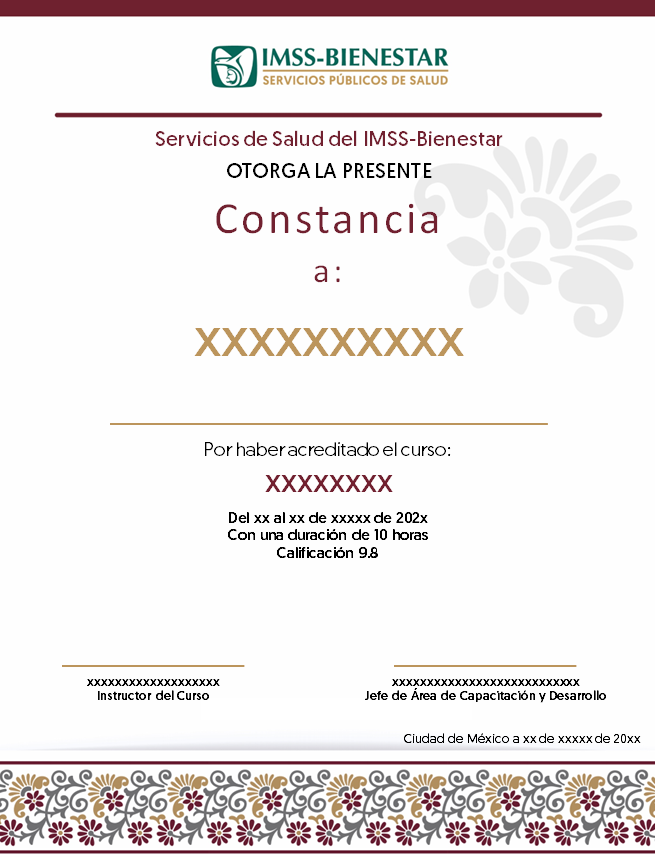 IMSS-BIENESTAR
SERVICIOS PÚBLICOS DE SALUD
Servicios de Salud del IMSS-Bienestar
OTORGA LA PRESENTE
Constancia
a:
XXXXXXXXXX
Por haber acreditado el curso:
XXXXXXXX
Del xx al xx de xxxxx de 202x
Con una duración de 10 horas
Calificación 9.8
xxxxxxxxxxxxxxxxxxx xxxxxxxxxxxxxxxxxxxxxxxxxxx
Instructor del Curso Jefe de Área de Capacitación y Desarrollo
Ciudad de México a xx de xxxxx de 20xx